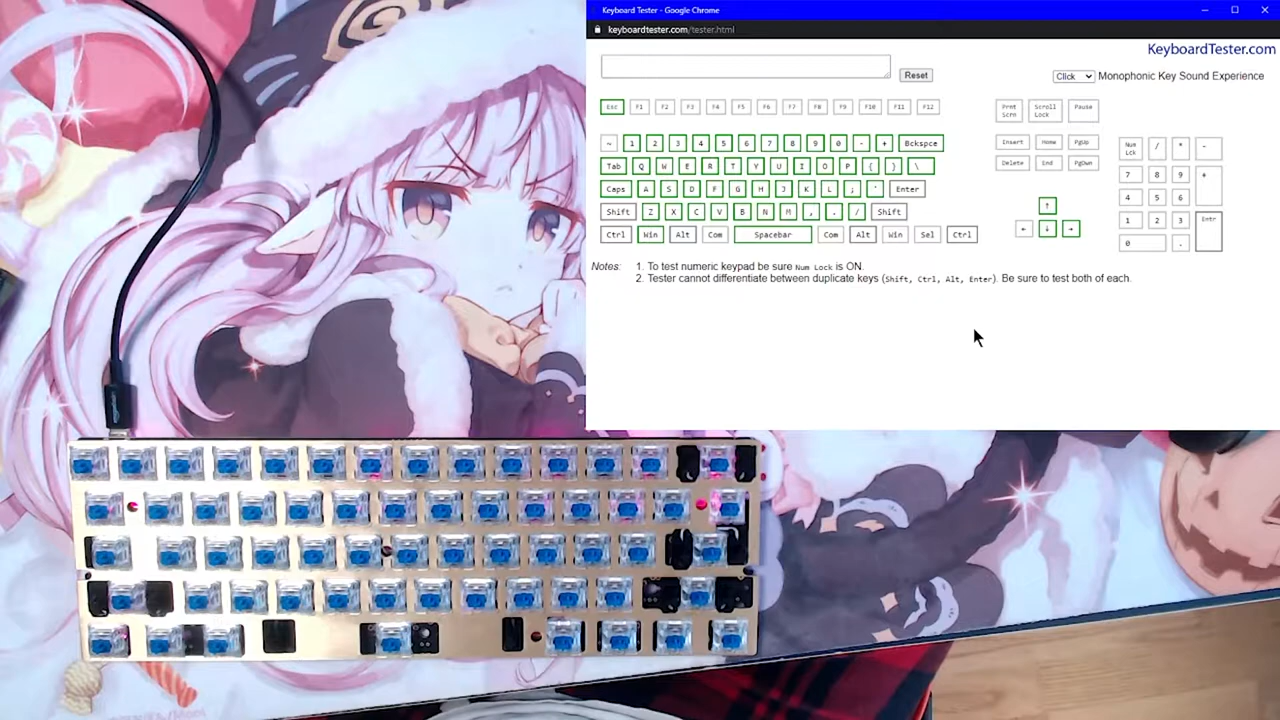 Keyboard Tester - Google Chrome
keyboardtester.com/tester.html
KeyboardTester.com
Reset
Click Monophonic Key Sound Experience
Esc F1 F2 F3 F4 F5 F6 F7 F8 F9 F10 F11 F12 Prnt Scrn Scroll Lock Pause
~ 1 2 3 4 5 6 7 8 9 0 - + Bckspce Insert Home PgUp Num Lck / * -
Tab Q W E R T Y U I O P { } \ Delete End PgDwn 7 8 9 +
Caps A S D F G H J K L ; ' Enter 4 5 6
Shift Z X C V B N M , . / Shift ↑ 1 2 3 Entr
Ctrl Win Alt Com Spacebar Com Alt Win Sel Ctrl ← ↓ → 0 .
Notes: 1. To test numeric keypad be sure Num Lock is ON.
2. Tester cannot differentiate between duplicate keys (Shift, Ctrl, Alt, Enter). Be sure to test both of each.